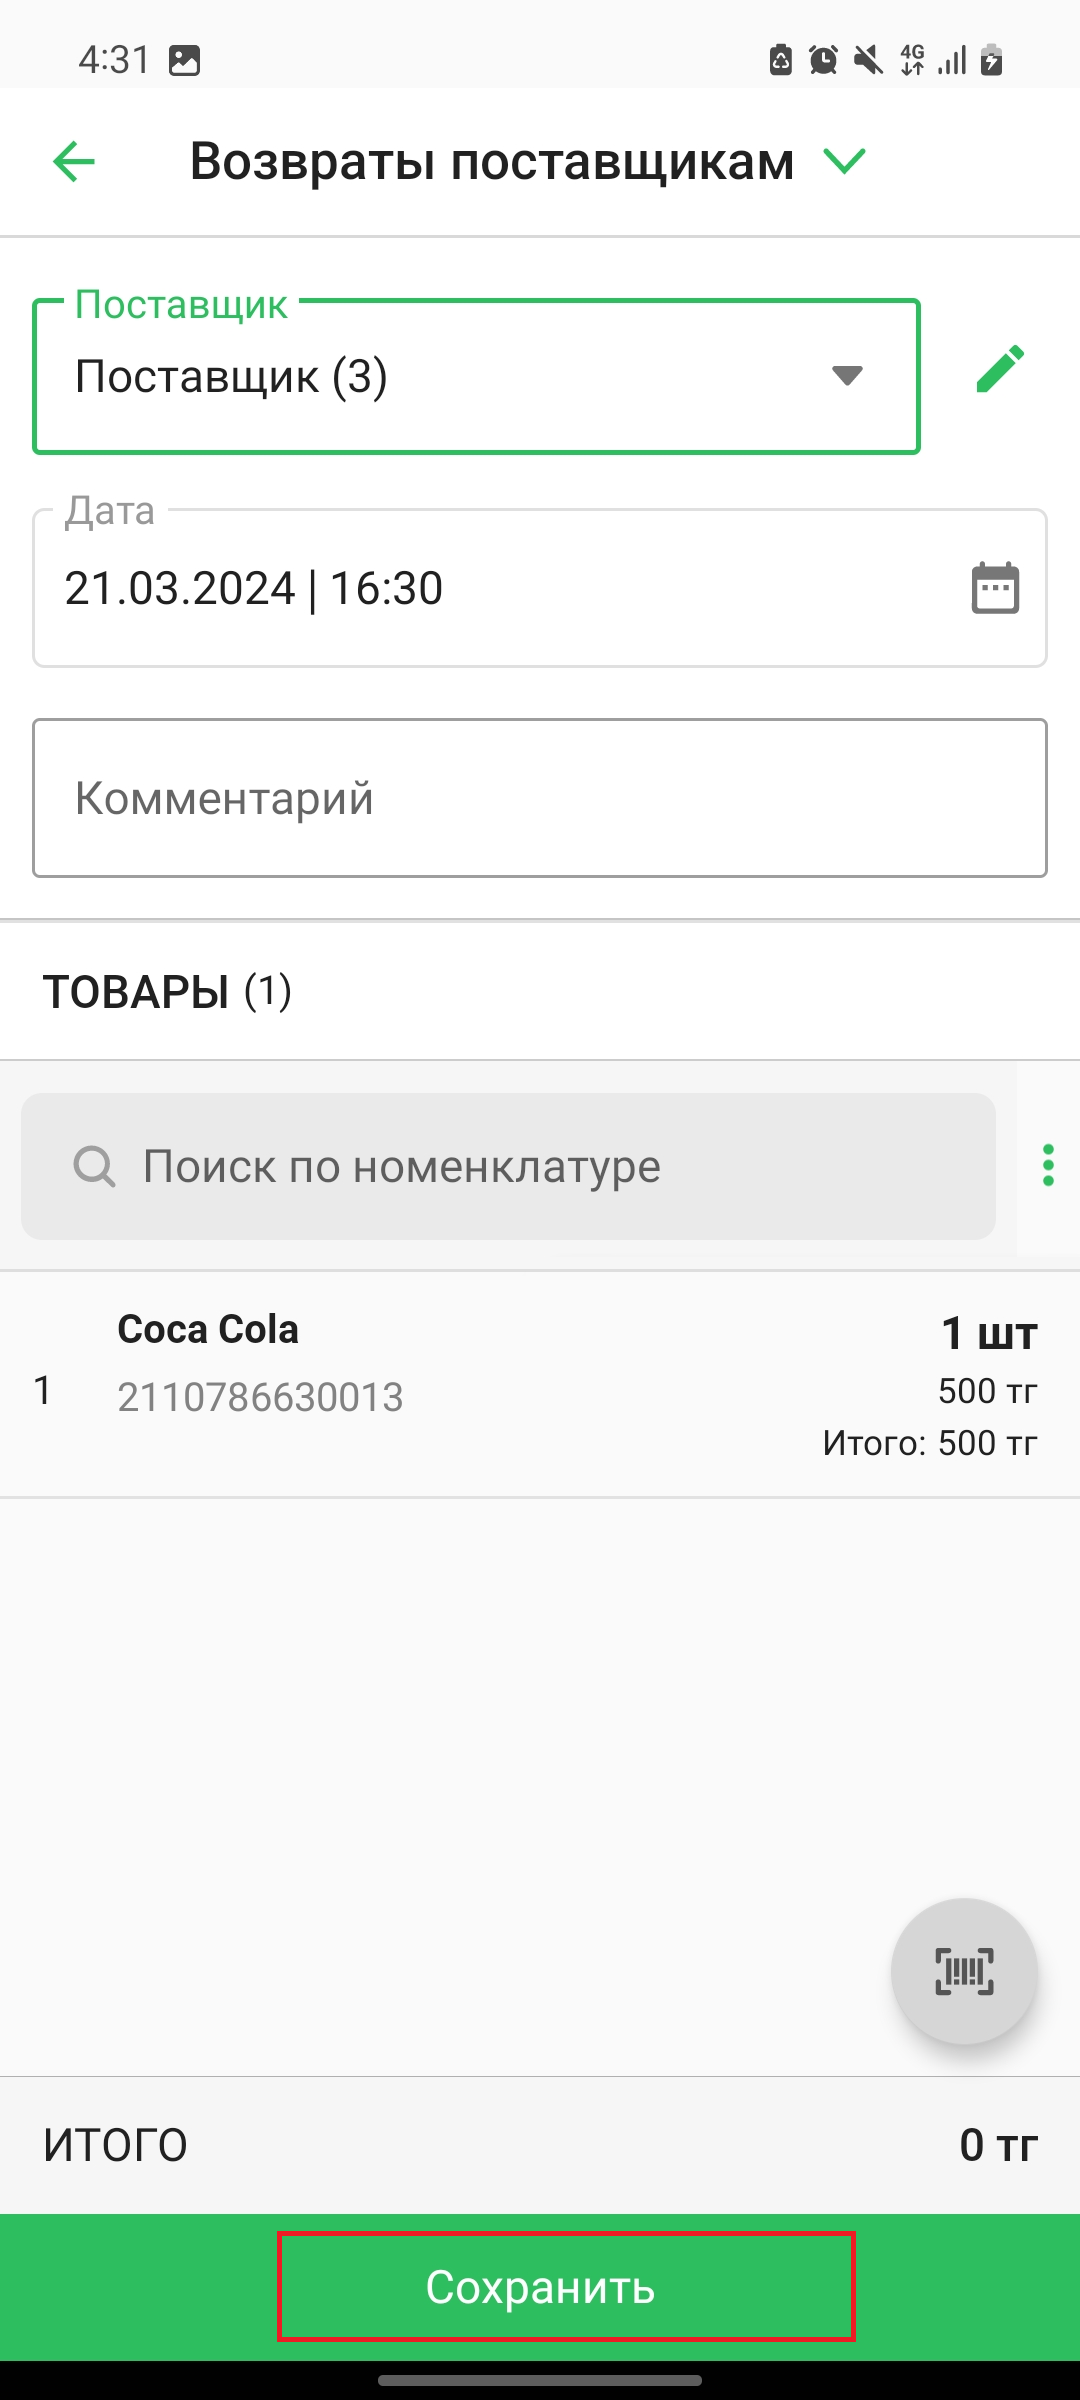 4:31
4G
Возвраты поставщикам
Поставщик
Поставщик (3)
Дата
21.03.2024 | 16:30
Комментарий
ТОВАРЫ (1)
Поиск по номенклатуре
1
Coca Cola
2110786630013
1 шт
500 тг
Итого: 500 тг
ИТОГО
0 тг
Сохранить